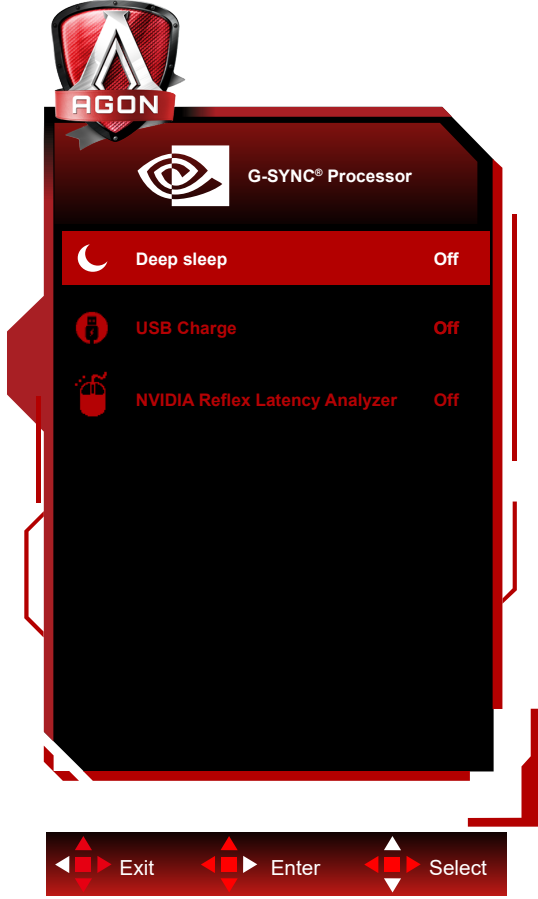 AGON
G-SYNC® Processor
Deep sleep Off
USB Charge Off
NVIDIA Reflex Latency Analyzer Off
Exit Enter Select